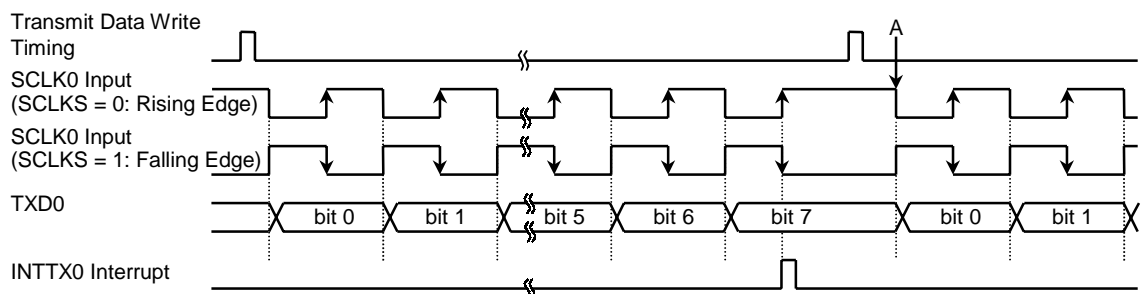 Transmit Data Write
Timing
A
SCLK0 Input
(SCLKS = 0: Rising Edge)
SCLK0 Input
(SCLKS = 1: Falling Edge)
TXD0
bit 0 bit 1 bit 5 bit 6 bit 7 bit 0 bit 1
INTTX0 Interrupt